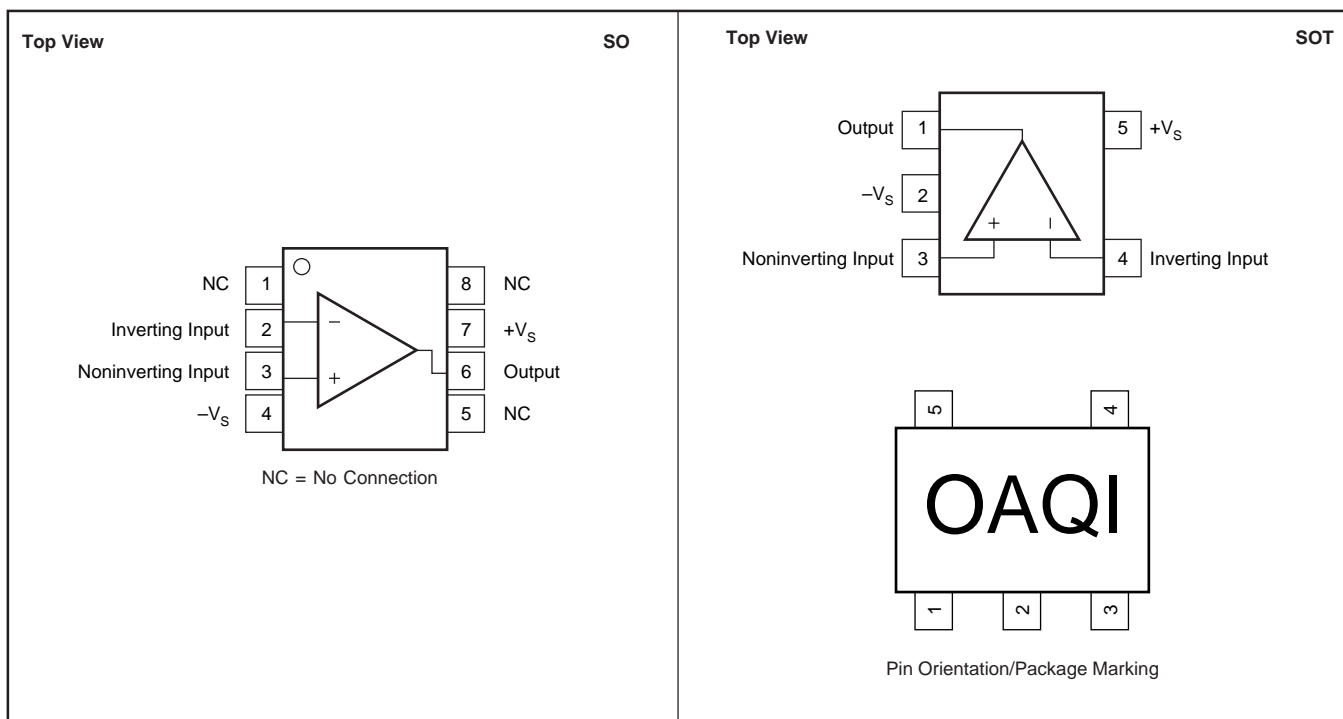 Top View SO
NC 1 8 NC
Inverting Input 2 − 7 +VS
Noninverting Input 3 + 6 Output
–VS 4 5 NC
NC = No Connection
Top View SOT
Output 1 5 +VS
–VS 2
+ −
Noninverting Input 3 4 Inverting Input
5 4
OAQI
1 2 3
Pin Orientation/Package Marking